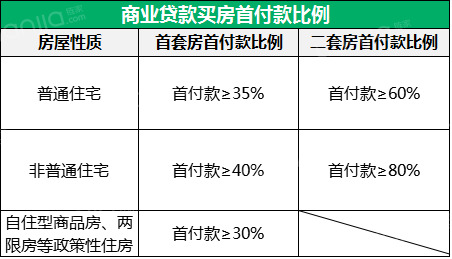 商业贷款买房首付款比例
房屋性质 首套房首付款比例 二套房首付款比例
普通住宅 首付款≥35% 首付款≥60%
非普通住宅 首付款≥40% 首付款≥80%
自住型商品房、两
限房等政策性住房 首付款≥30%